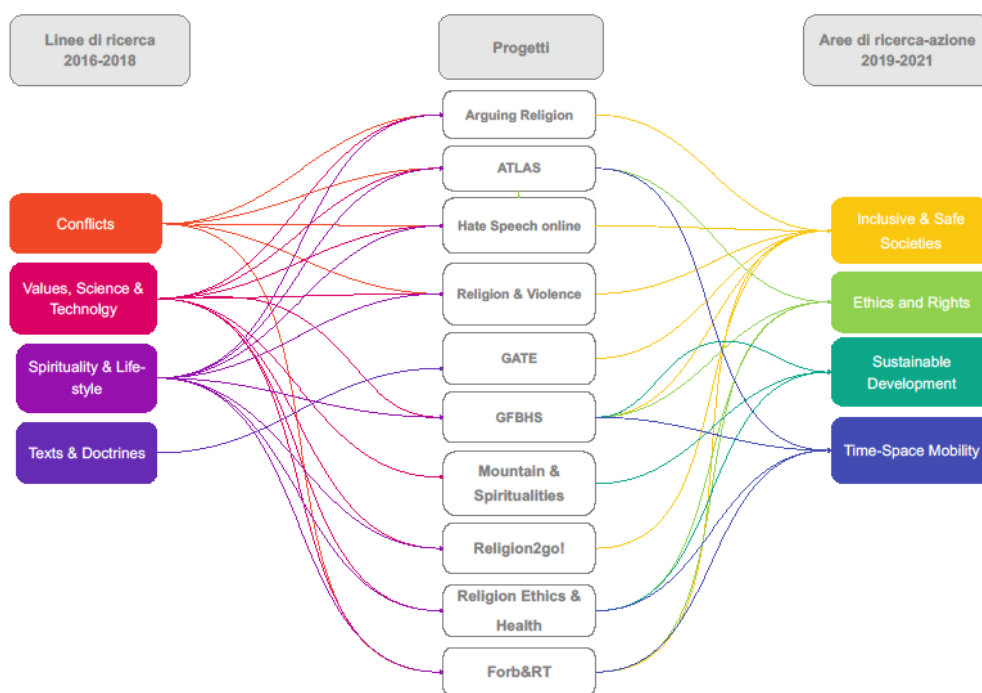 Linee di ricerca
2016-2018
Progetti
Aree di ricerca-azione
2019-2021
Conflicts
Values, Science &
Technolgy
Spirituality & Life-
style
Texts & Doctrines
Arguing Religion
ATLAS
Hate Speech online
Religion & Violence
GATE
GFBHS
Mountain &
Spiritualities
Religion2go!
Religion Ethics &
Health
Forb&RT
Inclusive & Safe
Societies
Ethics and Rights
Sustainable
Development
Time-Space Mobility